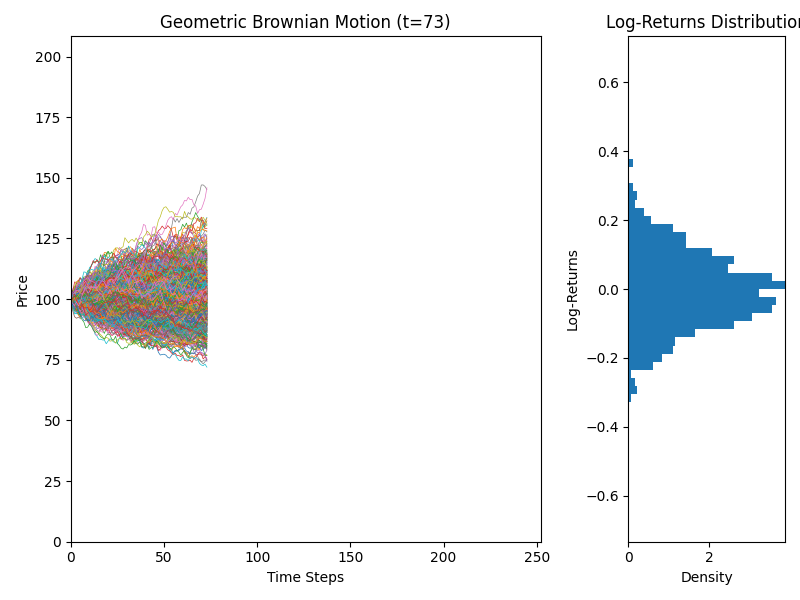 Geometric Brownian Motion (t=73)
Log-Returns Distribution
200
175
150
125
100
75
50
25
0
Price
0 50 100 150 200 250
Time Steps
0.6
0.4
0.2
0.0
−0.2
−0.4
−0.6
Log-Returns
0 2
Density